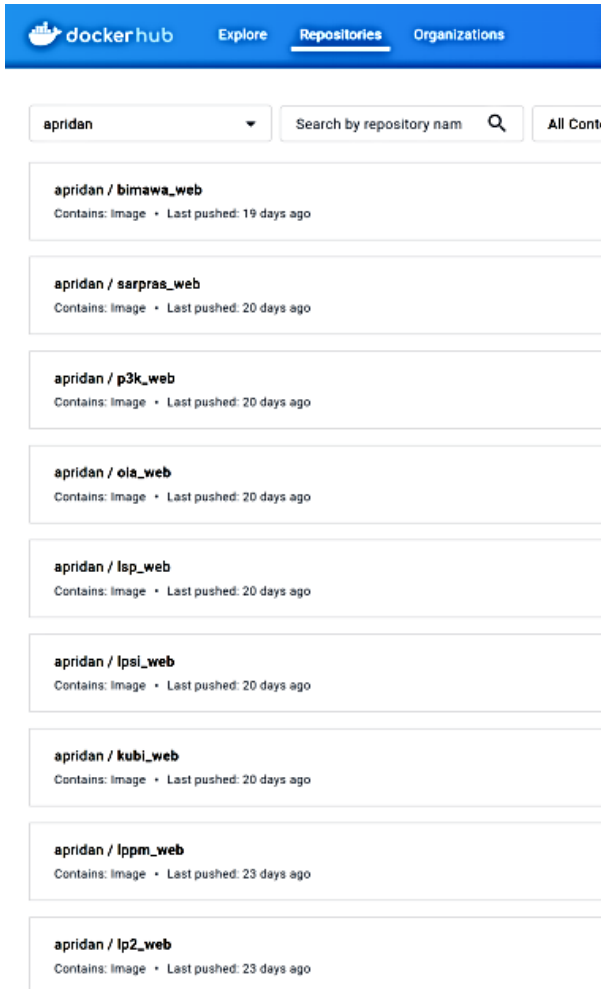 dockerhub Explore Repositories Organizations
apridan Search by repository nam All Cont
apridan / bimawa_web
Contains: Image • Last pushed: 19 days ago
apridan / sarpras_web
Contains: Image • Last pushed: 20 days ago
apridan / p3k_web
Contains: Image • Last pushed: 20 days ago
apridan / ola_web
Contains: Image • Last pushed: 20 days ago
apridan / lsp_web
Contains: Image • Last pushed: 20 days ago
apridan / lpsi_web
Contains: Image • Last pushed: 20 days ago
apridan / kubi_web
Contains: Image • Last pushed: 20 days ago
apridan / lppm_web
Contains: Image • Last pushed: 23 days ago
apridan / lp2_web
Contains: Image • Last pushed: 23 days ago